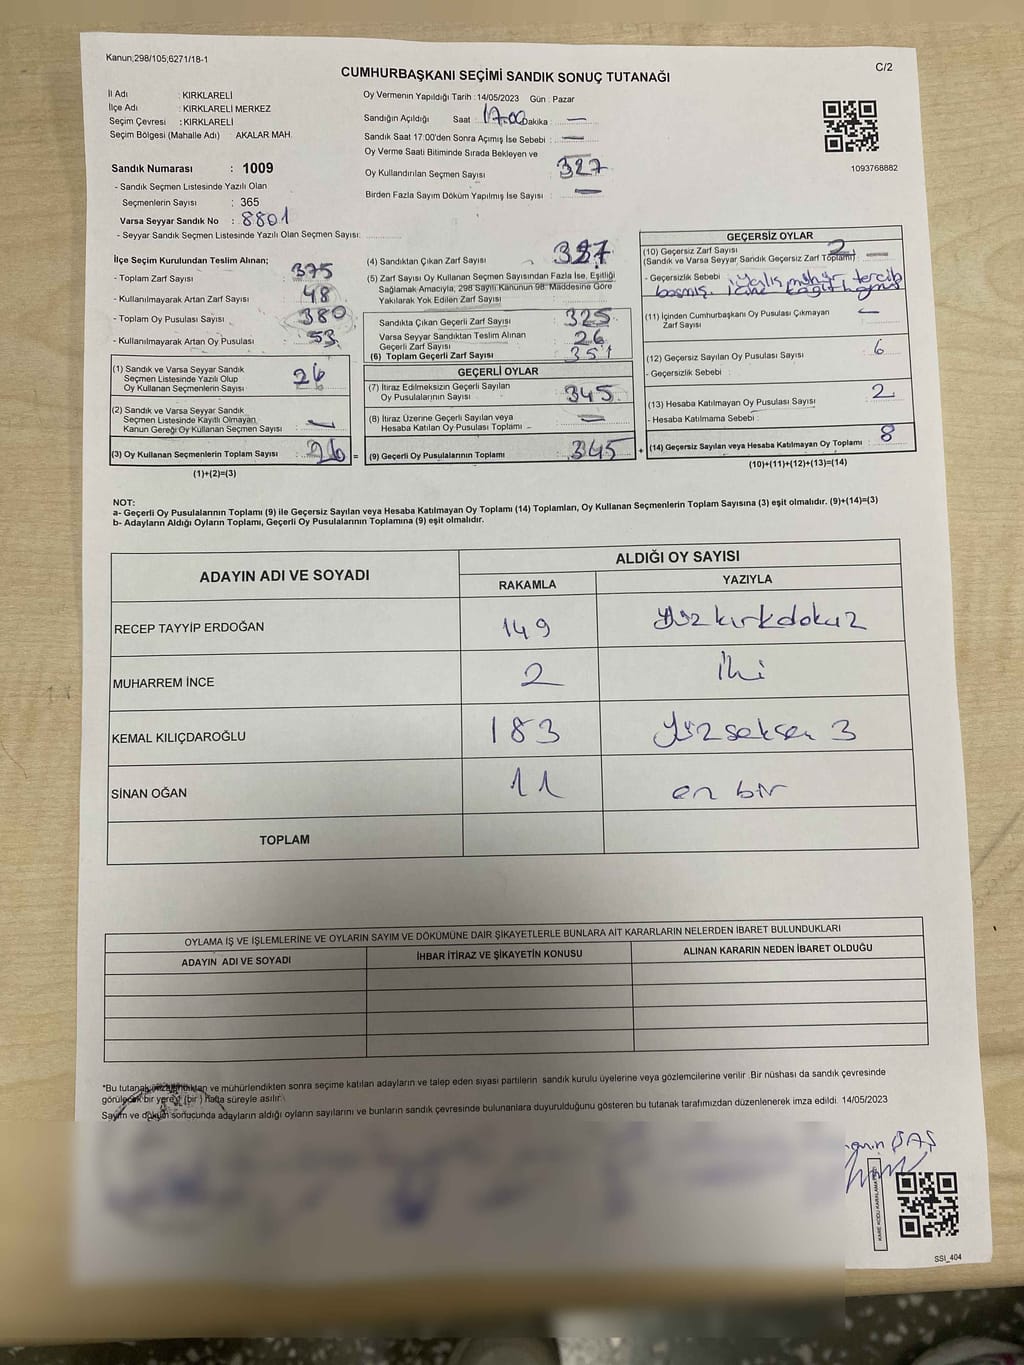 Kanun;298/105;6271/18-1
C/2
CUMHURBAŞKANI SEÇİMİ SANDIK SONUÇ TUTANAĞI
İl Adı : KIRKLARELİ
İlçe Adı : KIRKLARELİ MERKEZ
Seçim Çevresi : KIRKLARELİ
Seçim Bölgesi (Mahalle Adı) : AKALAR MAH.
Oy Vermenin Yapıldığı Tarih :14/05/2023 Gün : Pazar
Sandığın Açıldığı Saat : 17.00 Dakika : —
Sandık Saat 17:00'den Sonra Açımış İse Sebebi : —
Oy Verme Saati Bitiminde Sırada Bekleyen ve
Oy Kullandırılan Seçmen Sayısı : 327
Birden Fazla Sayım Döküm Yapılmış İse Sayısı : —
1093768882
Sandık Numarası : 1009
- Sandık Seçmen Listesinde Yazılı Olan
Seçmenlerin Sayısı : 365
Varsa Seyyar Sandık No : 8801
- Seyyar Sandık Seçmen Listesinde Yazılı Olan Seçmen Sayısı:
İlçe Seçim Kurulundan Teslim Alınan;
- Toplam Zarf Sayısı : 375
- Kullanılmayarak Artan Zarf Sayısı : 48
- Toplam Oy Pusulası Sayısı : 380
- Kullanılmayarak Artan Oy Pusulası : 53
(1) Sandık ve Varsa Seyyar Sandık
Seçmen Listesinde Yazılı Olup
Oy Kullanan Seçmenlerin Sayısı : 26
(2) Sandık ve Varsa Seyyar Sandık
Seçmen Listesinde Kayıtlı Olmayan
Kanun Gereği Oy Kullanan Seçmen Sayısı : —
(3) Oy Kullanan Seçmenlerin Toplam Sayısı : 26 =
(1)+(2)=(3)
(4) Sandıktan Çıkan Zarf Sayısı : 327
(5) Zarf Sayısı Oy Kullanan Seçmen Sayısından Fazla İse, Eşitliği
Sağlamak Amacıyla, 298 Sayılı Kanunun 98. Maddesine Göre
Yakılarak Yok Edilen Zarf Sayısı
Sandıkta Çıkan Geçerli Zarf Sayısı : 325
Varsa Seyyar Sandıktan Teslim Alınan
Geçerli Zarf Sayısı : 26
(6) Toplam Geçerli Zarf Sayısı : 351
GEÇERLİ OYLAR
(7) İtiraz Edilmeksizin Geçerli Sayılan
Oy Pusulalarının Sayısı : 345
(8) İtiraz Üzerine Geçerli Sayılan veya
Hesaba Katılan Oy Pusulası Toplamı : —
(9) Geçerli Oy Pusulalarının Toplamı : 345 +
GEÇERSİZ OYLAR
(10) Geçersiz Zarf Sayısı 2
(Sandık ve Varsa Seyyar Sandık Geçersiz Zarf Toplamı) —
- Geçersizlik Sebebi : mühür tercih
basmış.
(11) İçinden Cumhurbaşkanı Oy Pusulası Çıkmayan
Zarf Sayısı —
(12) Geçersiz Sayılan Oy Pusulası Sayısı : 6
- Geçersizlik Sebebi :
(13) Hesaba Katılmayan Oy Pusulası Sayısı : 2
- Hesaba Katılmama Sebebi
(14) Geçersiz Sayılan veya Hesaba Katılmayan Oy Toplamı : 8
(10)+(11)+(12)+(13)=(14)
NOT:
a- Geçerli Oy Pusulalarının Toplamı (9) ile Geçersiz Sayılan veya Hesaba Katılmayan Oy Toplamı (14) Toplamları, Oy Kullanan Seçmenlerin Toplam Sayısına (3) eşit olmalıdır. (9)+(14)=(3)
b- Adayların Aldığı Oyların Toplamı, Geçerli Oy Pusulalarının Toplamına (9) eşit olmalıdır.
ADAYIN ADI VE SOYADI
ALDIĞI OY SAYISI
RAKAMLA YAZIYLA
RECEP TAYYİP ERDOĞAN 149 Yüz kırkdokuz
MUHARREM İNCE 2 İki
KEMAL KILIÇDAROĞLU 183 Yüz seksen 3
SİNAN OĞAN 11 on bir
TOPLAM
OYLAMA İŞ VE İŞLEMLERİNE VE OYLARIN SAYIM VE DÖKÜMÜNE DAİR ŞİKAYETLERLE BUNLARA AİT KARARLARIN NELERDEN İBARET BULUNDUKLARI
ADAYIN ADI VE SOYADI İHBAR İTİRAZ VE ŞİKAYETİN KONUSU ALINAN KARARIN NEDEN İBARET OLDUĞU
*Bu tutanak imzalandıktan ve mühürlendikten sonra seçime katılan adayların ve talep eden siyasi partilerin sandık kurulu üyelerine veya gözlemcilerine verilir .Bir nüshası da sandık çevresinde
görülecek bir yere 1 (bir ) hafta süreyle asılır.
Sayım ve döküm sonucunda adayların aldığı oyların sayılarını ve bunların sandık çevresinde bulunanlara duyurulduğunu gösteren bu tutanak tarafımızdan düzenlenerek imza edildi. 14/05/2023
BAŞ
KARE KODU KARALAMAYINIZ
SSI_404